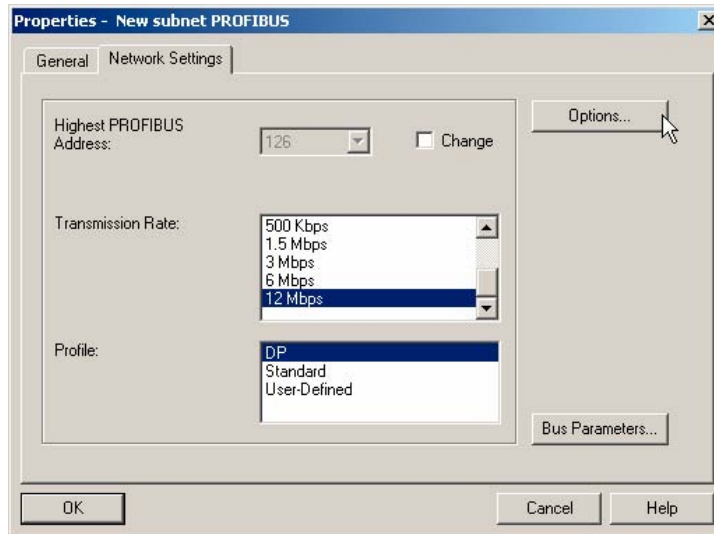 Properties - New subnet PROFIBUS
General
Network Settings
Highest PROFIBUS
Address:
126
Change
Options...
Transmission Rate:
500 Kbps
1.5 Mbps
3 Mbps
6 Mbps
12 Mbps
Profile:
DP
Standard
User-Defined
Bus Parameters...
OK
Cancel
Help